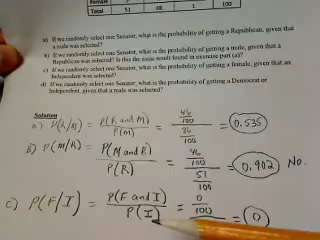 Female
Total 51 48 1 100
a) If we randomly select one Senator, what is the probability of getting a Republican, given that
a male was selected?
b) If we randomly select one Senator, what is the probability of getting a male, given that a
Republican was selected? Is this the same result found in exercise part (a)?
c) If we randomly select one Senator, what is the probability of getting a female, given that an
Independent was selected?
d) If we randomly select one Senator, what is the probability of getting a Democrat or
Independent, given that a male was selected?
Solution
a) P(R/M) = P(R and M) / P(M) = 46/100 / 86/100 = 0.535
B) P(M/R) = P(M and R) / P(R) = 46/100 / 51/100 = 0.902 No.
C) P(F/I) = P(F and I) / P(I) = 0/100 = 0